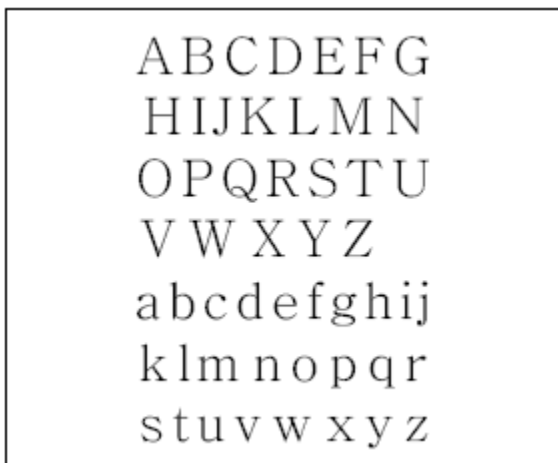 ABCDEFG
HIJKLMN
OPQRSTU
VWXYZ
abcdefghij
klmnopqr
stuvwxyz